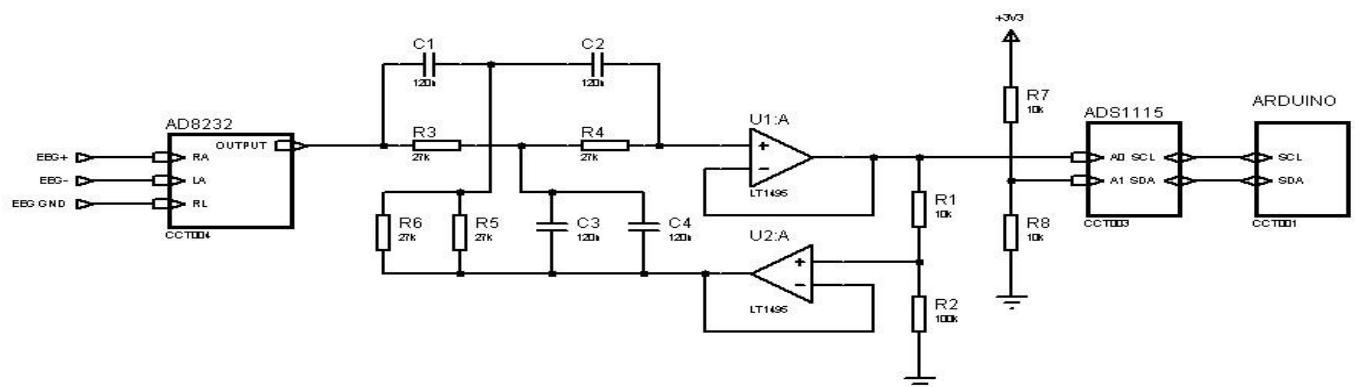 +3V3
C1
120n
C2
120n
R7
10k
AD8232
OUTPUT
RA
LA
RL
CCT004
EEG+
EEG-
EEG GND
R3
27k
R4
27k
U1:A
+
-
LT1495
ADS1115
A0 SCL
A1 SDA
CCT003
ARDUINO
SCL
SDA
CCT001
R6
27k
R5
27k
C3
120n
C4
120n
R1
10k
R8
10k
U2:A
+
-
LT1495
R2
100k